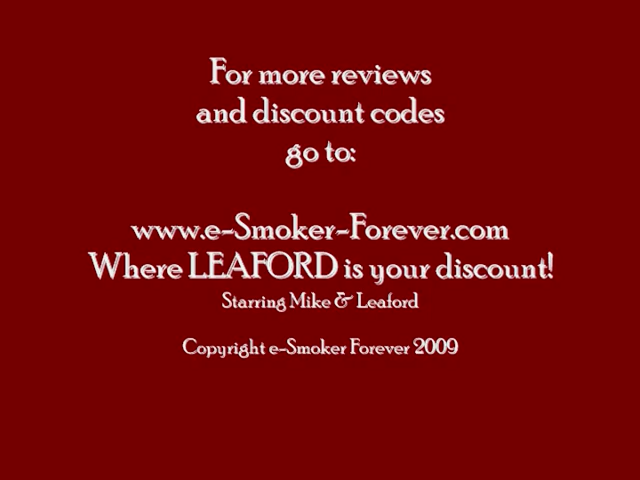 For more reviews
and discount codes
go to:
www.e-Smoker-Forever.com
Where LEAFORD is your discount!
Starring Mike & Leaford
Copyright e-Smoker Forever 2009